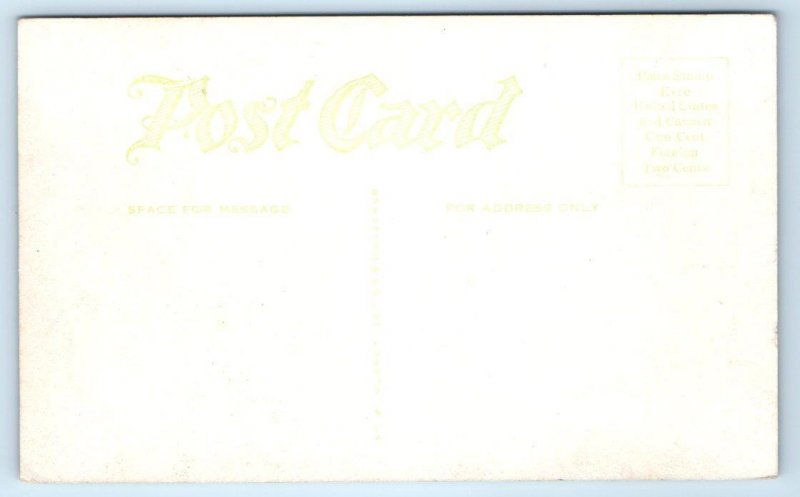 Post Card
Place Stamp
Here
United States
And Canada
One Cent
Foreign
Two Cents
SPACE FOR MESSAGE
FOR ADDRESS ONLY